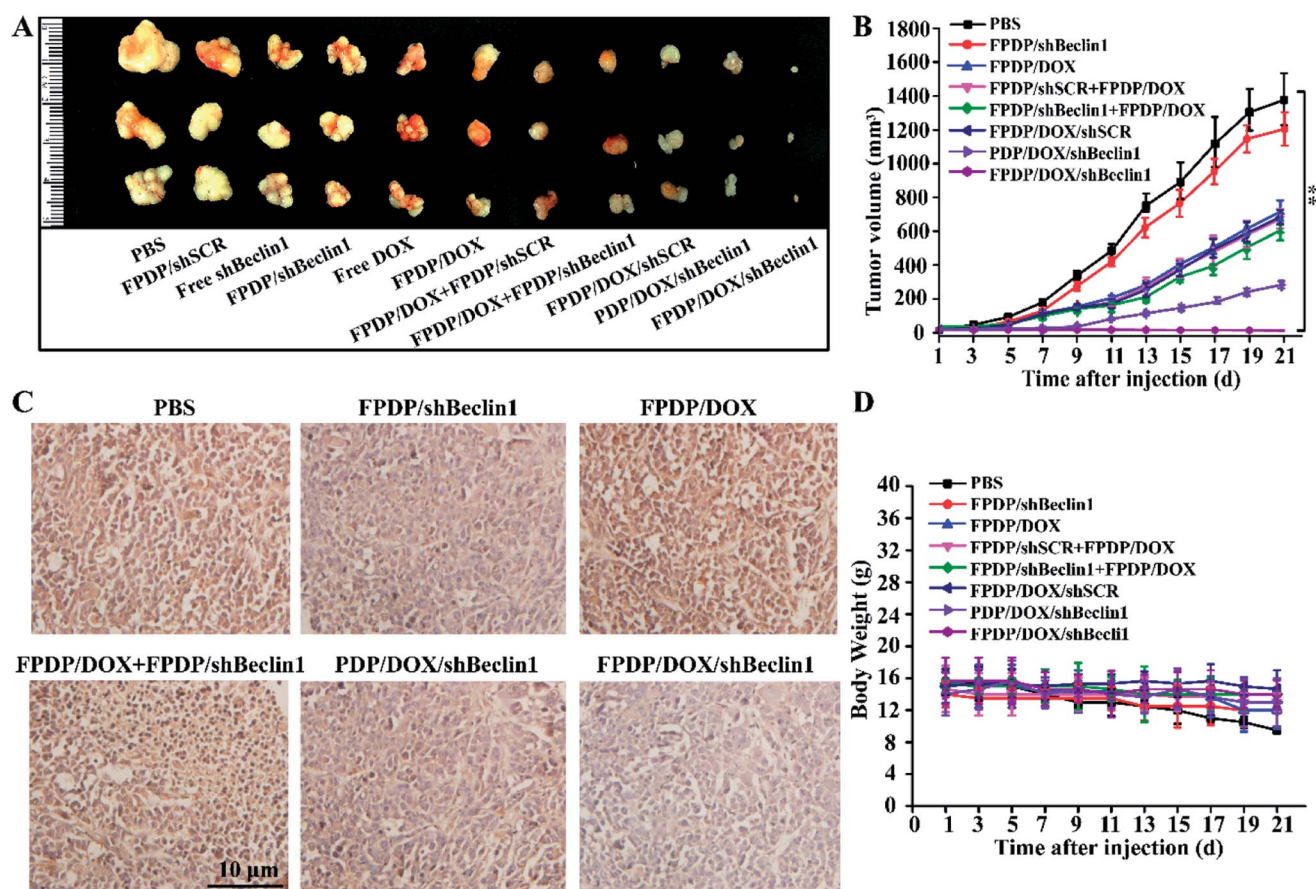 A
PBS
FPDP/shSCR
Free shBeclin1
FPDP/shBeclin1
Free DOX
FPDP/DOX
FPDP/DOX+FPDP/shSCR
FPDP/DOX+FPDP/shBeclin1
FPDP/DOX/shSCR
PDP/DOX/shBeclin1
FPDP/DOX/shBeclin1
B
PBS
FPDP/shBeclin1
FPDP/DOX
FPDP/shSCR+FPDP/DOX
FPDP/shBeclin1+FPDP/DOX
FPDP/DOX/shSCR
PDP/DOX/shBeclin1
FPDP/DOX/shBeclin1
Tumor volume (mm³)
1800
1600
1400
1200
1000
800
600
400
200
0
1 3 5 7 9 11 13 15 17 19 21
Time after injection (d)
**
C
PBS FPDP/shBeclin1 FPDP/DOX
FPDP/DOX+FPDP/shBeclin1 PDP/DOX/shBeclin1 FPDP/DOX/shBeclin1
10 μm
D
PBS
FPDP/shBeclin1
FPDP/DOX
FPDP/shSCR+FPDP/DOX
FPDP/shBeclin1+FPDP/DOX
FPDP/DOX/shSCR
PDP/DOX/shBeclin1
FPDP/DOX/shBecli1
Body Weight (g)
40
36
32
28
24
20
16
12
8
4
0
0 1 3 5 7 9 11 13 15 17 19 21
Time after injection (d)